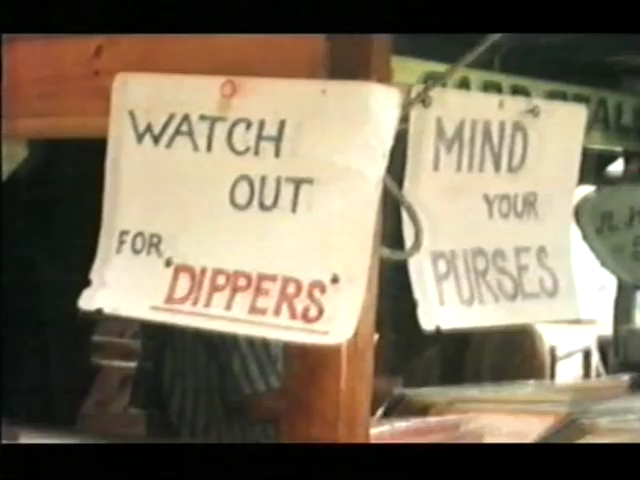 WATCH
OUT
FOR
'DIPPERS'
MIND
YOUR
PURSES